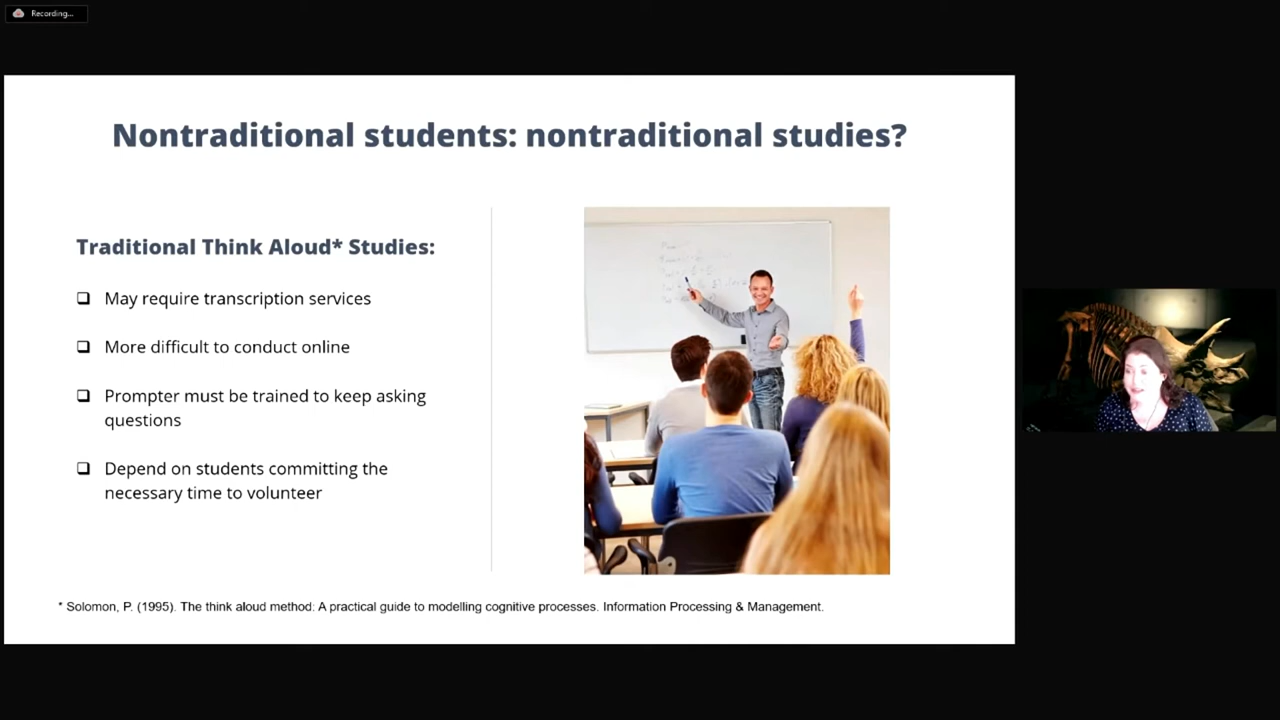 Recording...
Nontraditional students: nontraditional studies?
Traditional Think Aloud* Studies:
❑ May require transcription services
❑ More difficult to conduct online
❑ Prompter must be trained to keep asking
questions
❑ Depend on students committing the
necessary time to volunteer
* Solomon, P. (1995). The think aloud method: A practical guide to modelling cognitive processes. Information Processing & Management.